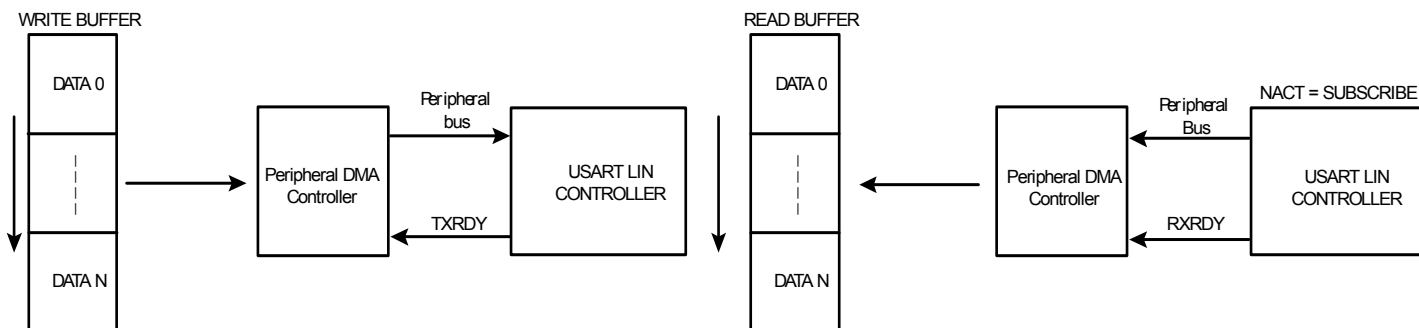 WRITE BUFFER
DATA 0
DATA N
Peripheral DMA
Controller
Peripheral
bus
TXRDY
USART LIN
CONTROLLER
READ BUFFER
DATA 0
DATA N
Peripheral DMA
Controller
Peripheral
Bus
RXRDY
NACT = SUBSCRIBE
USART LIN
CONTROLLER